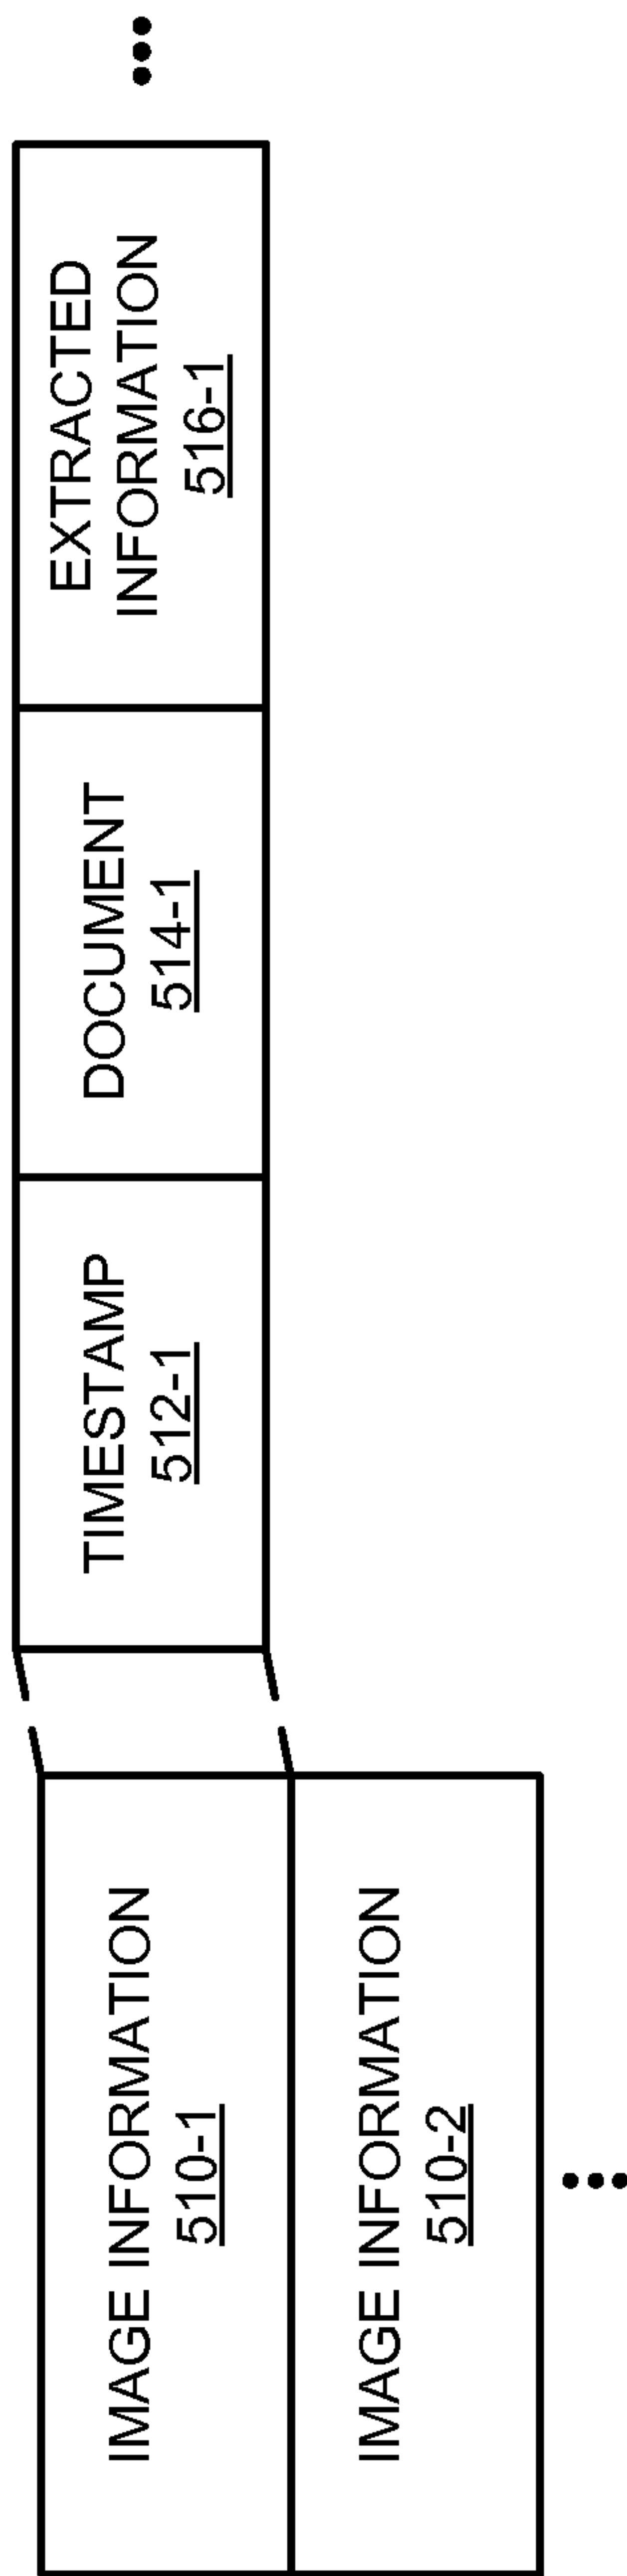 IMAGE INFORMATION
510-1
TIMESTAMP
512-1
DOCUMENT
514-1
EXTRACTED
INFORMATION
516-1
IMAGE INFORMATION
510-2